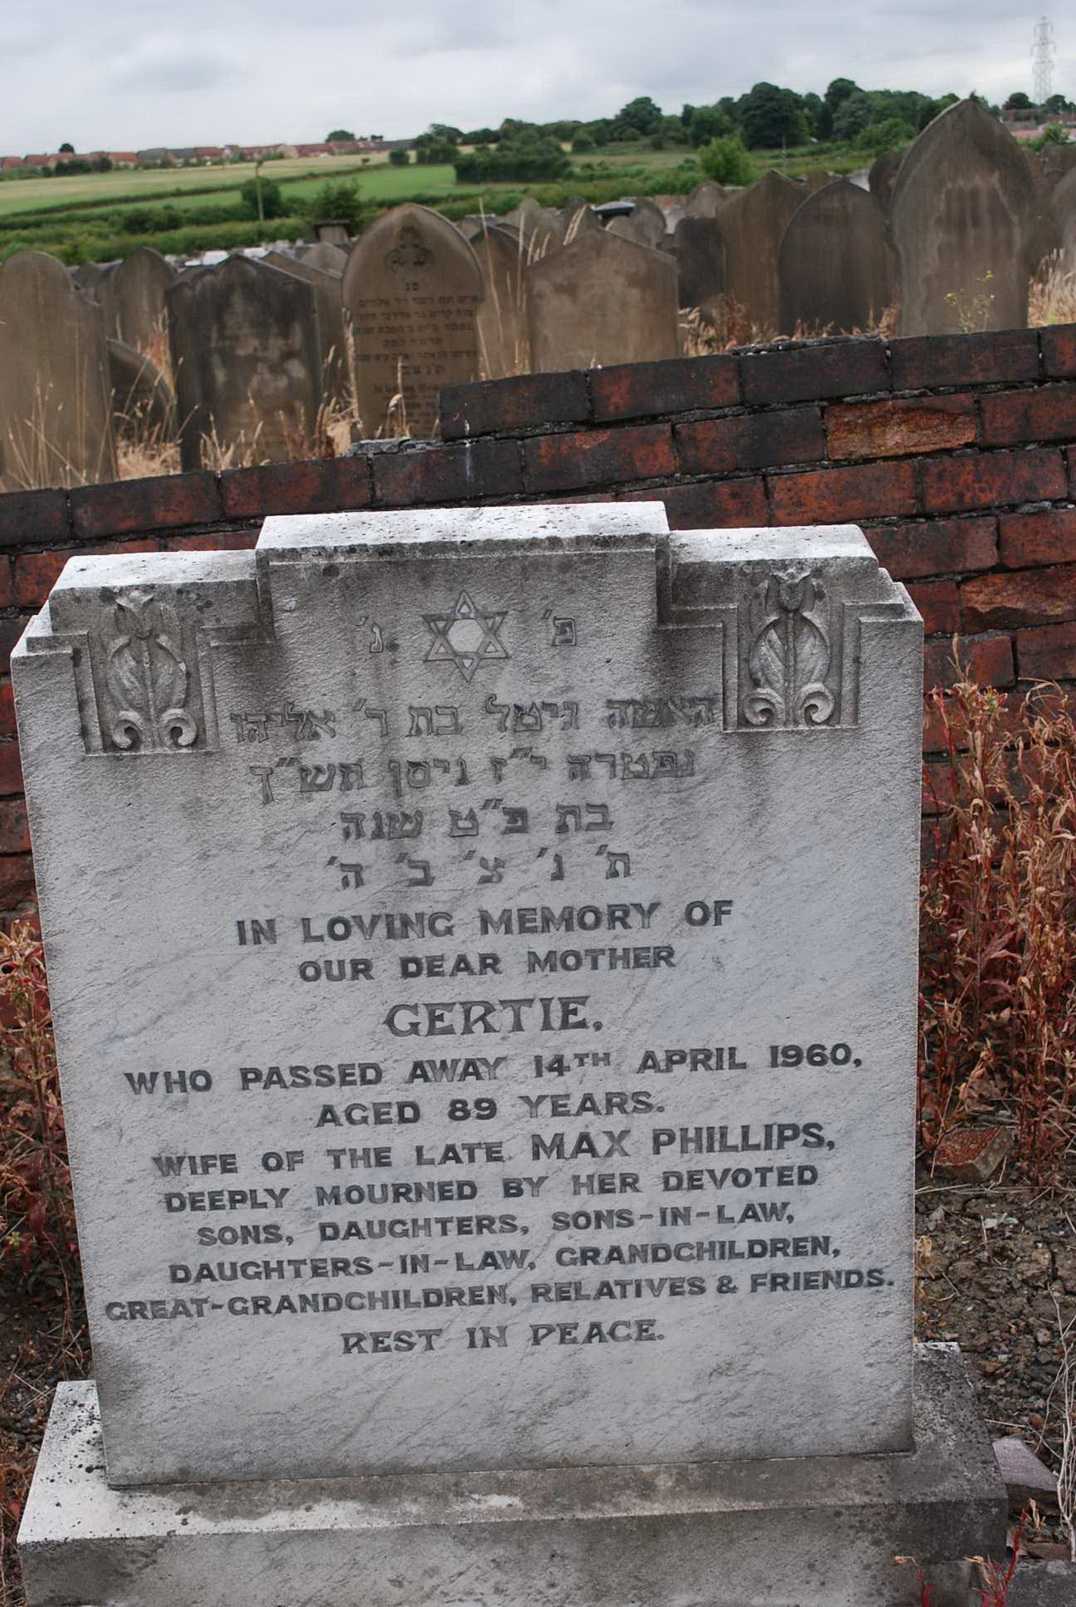 פ' נ'
האשה גיטל בת ר' אליהו
נפטרה י"ז ניסן תש"ך
בת פ"ט שנה
ת' נ' צ' ב' ה'
IN LOVING MEMORY OF
OUR DEAR MOTHER
GERTIE,
WHO PASSED AWAY 14TH APRIL 1960,
AGED 89 YEARS.
WIFE OF THE LATE MAX PHILLIPS,
DEEPLY MOURNED BY HER DEVOTED
SONS, DAUGHTERS, SONS-IN-LAW,
DAUGHTERS-IN-LAW, GRANDCHILDREN,
GREAT-GRANDCHILDREN, RELATIVES & FRIENDS.
REST IN PEACE.